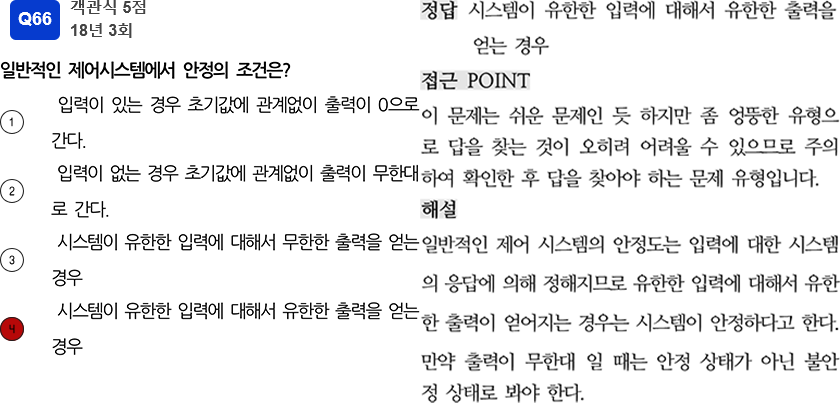 Q66
객관식 5점
18년 3회
일반적인 제어시스템에서 안정의 조건은?
1 입력이 있는 경우 초기값에 관계없이 출력이 0으로
간다.
2 입력이 없는 경우 초기값에 관계없이 출력이 무한대
로 간다.
3 시스템이 유한한 입력에 대해서 무한한 출력을 얻는
경우
4 시스템이 유한한 입력에 대해서 유한한 출력을 얻는
경우
정답 시스템이 유한한 입력에 대해서 유한한 출력을
얻는 경우
접근 POINT
이 문제는 쉬운 문제인 듯 하지만 좀 엉뚱한 유형으
로 답을 찾는 것이 오히려 어려울 수 있으므로 주의
하여 확인한 후 답을 찾아야 하는 문제 유형입니다.
해설
일반적인 제어 시스템의 안정도는 입력에 대한 시스템
의 응답에 의해 정해지므로 유한한 입력에 대해서 유한
한 출력이 얻어지는 경우는 시스템이 안정하다고 한다.
만약 출력이 무한대 일 때는 안정 상태가 아닌 불안
정 상태로 봐야 한다.